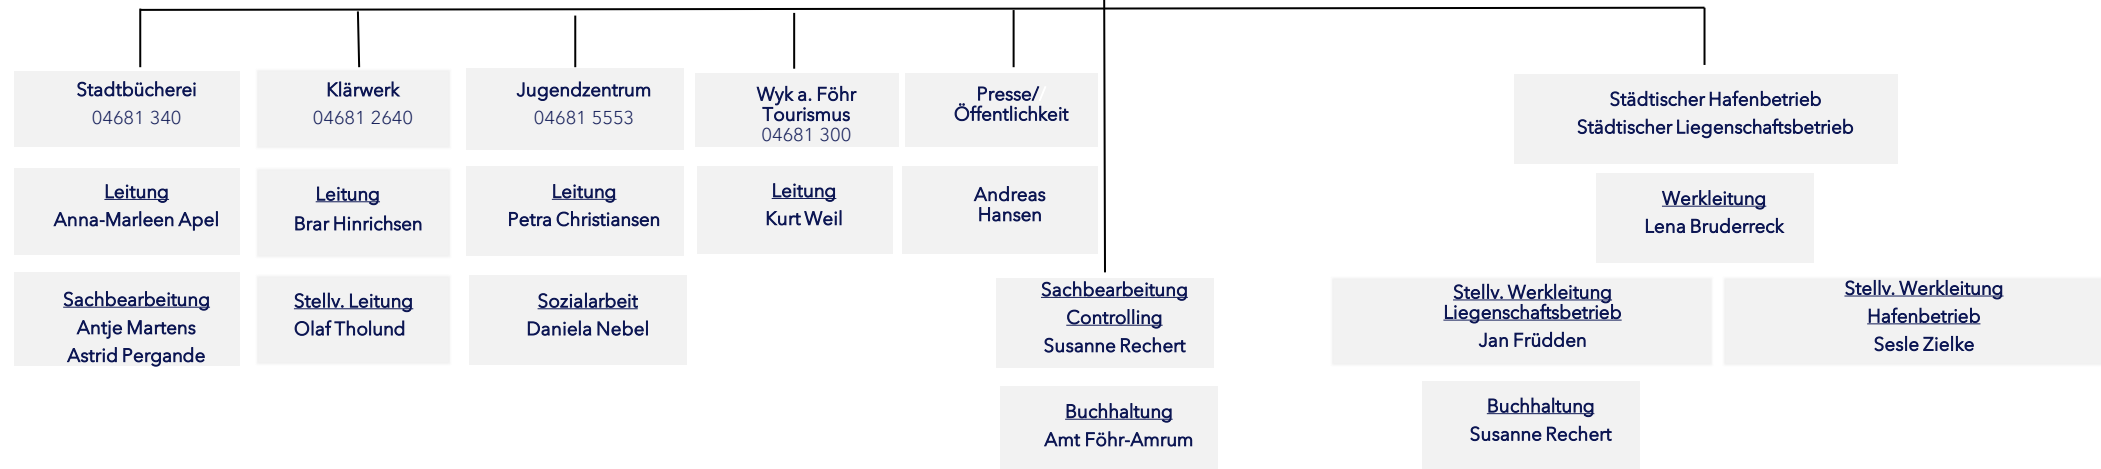 Stadtbücherei
04681 340
Leitung
Anna-Marleen Apel
Sachbearbeitung
Antje Martens
Astrid Pergande
Klärwerk
04681 2640
Leitung
Brar Hinrichsen
Stellv. Leitung
Olaf Tholund
Jugendzentrum
04681 5553
Leitung
Petra Christiansen
Sozialarbeit
Daniela Nebel
Wyk a. Föhr
Tourismus
04681 300
Leitung
Kurt Weil
Presse/
Öffentlichkeit
Andreas
Hansen
Sachbearbeitung
Controlling
Susanne Rechert
Buchhaltung
Amt Föhr-Amrum
Städtischer Hafenbetrieb
Städtischer Liegenschaftsbetrieb
Werkleitung
Lena Bruderreck
Stellv. Werkleitung
Liegenschaftsbetrieb
Jan Früdden
Buchhaltung
Susanne Rechert
Stellv. Werkleitung
Hafenbetrieb
Sesle Zielke